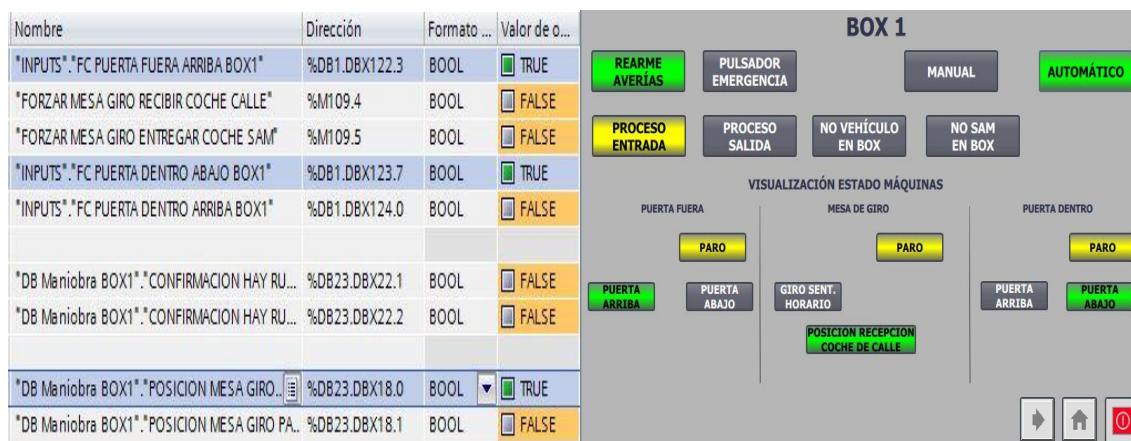 Nombre Dirección Formato ... Valor de o...
"INPUTS"."FC PUERTA FUERA ARRIBA BOX1" %DB1.DBX122.3 BOOL TRUE
"FORZAR MESA GIRO RECIBIR COCHE CALLE" %M109.4 BOOL FALSE
"FORZAR MESA GIRO ENTREGAR COCHE SAM" %M109.5 BOOL FALSE
"INPUTS"."FC PUERTA DENTRO ABAJO BOX1" %DB1.DBX123.7 BOOL TRUE
"INPUTS"."FC PUERTA DENTRO ARRIBA BOX1" %DB1.DBX124.0 BOOL FALSE
"DB Maniobra BOX1"."CONFIRMACION HAY RU... %DB23.DBX22.1 BOOL FALSE
"DB Maniobra BOX1"."CONFIRMACION HAY RU... %DB23.DBX22.2 BOOL FALSE
"DB Maniobra BOX1"."POSICION MESA GIRO... %DB23.DBX18.0 BOOL TRUE
"DB Maniobra BOX1"."POSICION MESA GIRO PA... %DB23.DBX18.1 BOOL FALSE
BOX 1
REARME
AVERÍAS
PULSADOR
EMERGENCIA
MANUAL
AUTOMÁTICO
PROCESO
ENTRADA
PROCESO
SALIDA
NO VEHÍCULO
EN BOX
NO SAM
EN BOX
VISUALIZACIÓN ESTADO MÁQUINAS
PUERTA FUERA
PARO
PUERTA
ARRIBA
PUERTA
ABAJO
MESA DE GIRO
PARO
GIRO SENT.
HORARIO
POSICION RECEPCION
COCHE DE CALLE
PUERTA DENTRO
PARO
PUERTA
ARRIBA
PUERTA
ABAJO